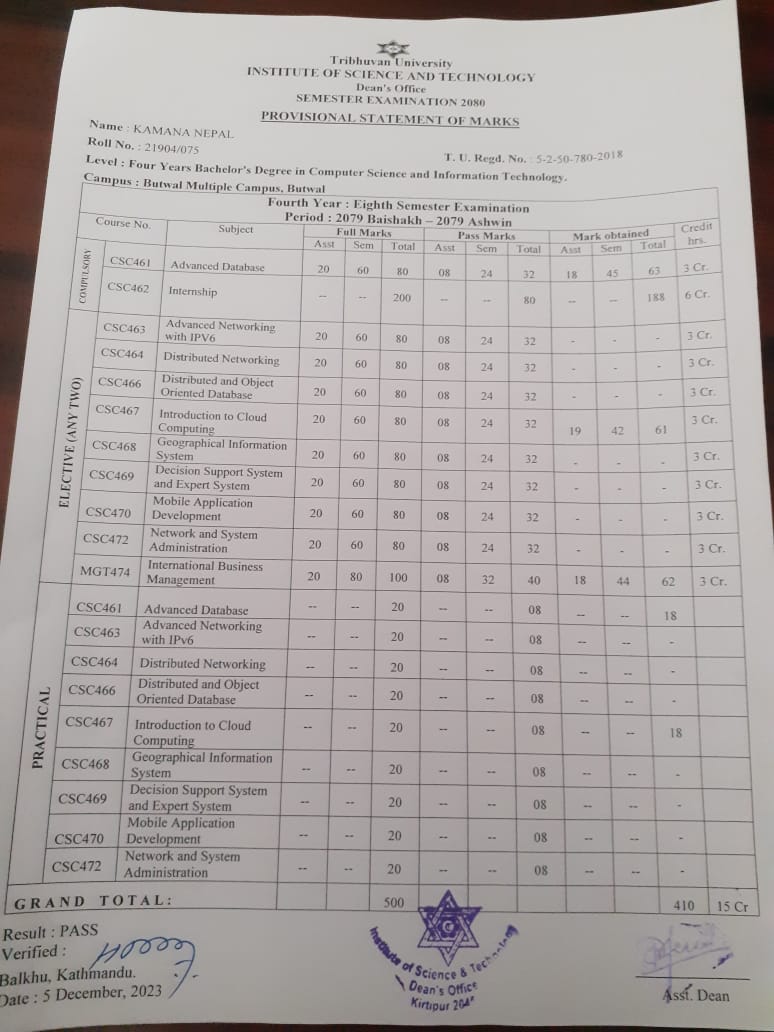 Tribhuvan University
INSTITUTE OF SCIENCE AND TECHNOLOGY
Dean's Office
SEMESTER EXAMINATION 2080
PROVISIONAL STATEMENT OF MARKS
Name : KAMANA NEPAL
Roll No. : 21904/075
T. U. Regd. No. : 5-2-50-780-2018
Level : Four Years Bachelor's Degree in Computer Science and Information Technology.
Campus : Butwal Multiple Campus, Butwal
Fourth Year : Eighth Semester Examination
Period : 2079 Baishakh – 2079 Ashwin
Course No. Subject Full Marks Pass Marks Mark obtained Credit hrs.
Asst Sem Total Asst Sem Total Asst Sem Total
COMPULSORY
CSC461 Advanced Database 20 60 80 08 24 32 18 45 63 3 Cr.
CSC462 Internship -- -- 200 -- -- 80 -- -- 188 6 Cr.
ELECTIVE (ANY TWO)
CSC463 Advanced Networking with IPV6 20 60 80 08 24 32 - - - 3 Cr.
CSC464 Distributed Networking 20 60 80 08 24 32 - - - 3 Cr.
CSC466 Distributed and Object Oriented Database 20 60 80 08 24 32 - - - 3 Cr.
CSC467 Introduction to Cloud Computing 20 60 80 08 24 32 19 42 61 3 Cr.
CSC468 Geographical Information System 20 60 80 08 24 32 - - - 3 Cr.
CSC469 Decision Support System and Expert System 20 60 80 08 24 32 - - - 3 Cr.
CSC470 Mobile Application Development 20 60 80 08 24 32 - - - 3 Cr.
CSC472 Network and System Administration 20 60 80 08 24 32 - - - 3 Cr.
MGT474 International Business Management 20 80 100 08 32 40 18 44 62 3 Cr.
PRACTICAL
CSC461 Advanced Database -- -- 20 -- -- 08 -- -- 18
CSC463 Advanced Networking with IPv6 -- -- 20 -- -- 08 -- -- -
CSC464 Distributed Networking -- -- 20 -- -- 08 -- -- -
CSC466 Distributed and Object Oriented Database -- -- 20 -- -- 08 -- -- -
CSC467 Introduction to Cloud Computing -- -- 20 -- -- 08 -- -- 18
CSC468 Geographical Information System -- -- 20 -- -- 08 -- -- -
CSC469 Decision Support System and Expert System -- -- 20 -- -- 08 -- -- -
CSC470 Mobile Application Development -- -- 20 -- -- 08 -- -- -
CSC472 Network and System Administration -- -- 20 -- -- 08 -- -- -
GRAND TOTAL: 500 410 15 Cr
Result : PASS
Verified :
Balkhu, Kathmandu.
Date : 5 December, 2023
Institute of Science & Technology
Dean's Office
Kirtipur
Asst. Dean